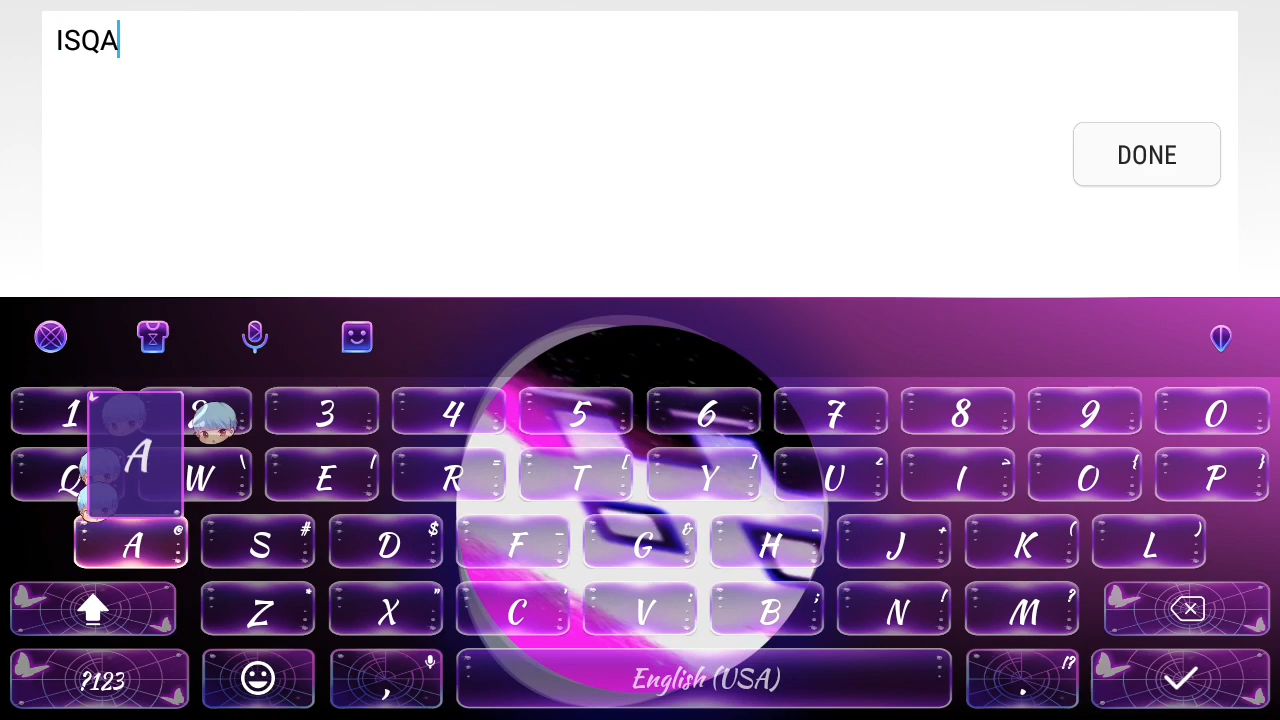 ISQA
DONE
1 2 3 4 5 6 7 8 9 0
A
Q W \ E | R = T [ Y ] U < I > O { P }
A @ S # D $ F _ G & H - J + K ( L )
Z * X " C ' V : B ; N ! M ?
?123 , English (USA) . !?